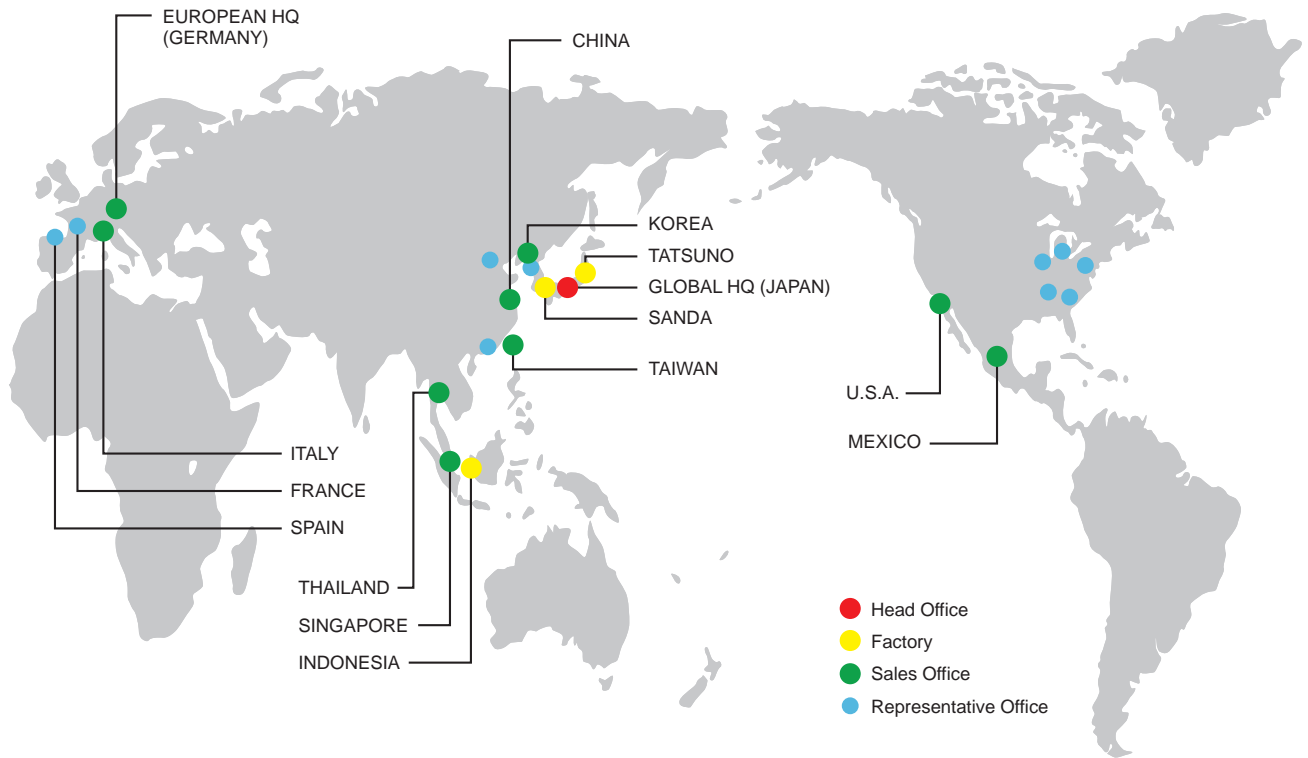 EUROPEAN HQ
(GERMANY)
CHINA
KOREA
TATSUNO
GLOBAL HQ (JAPAN)
SANDA
TAIWAN
U.S.A.
MEXICO
ITALY
FRANCE
SPAIN
THAILAND
SINGAPORE
INDONESIA
Head Office
Factory
Sales Office
Representative Office